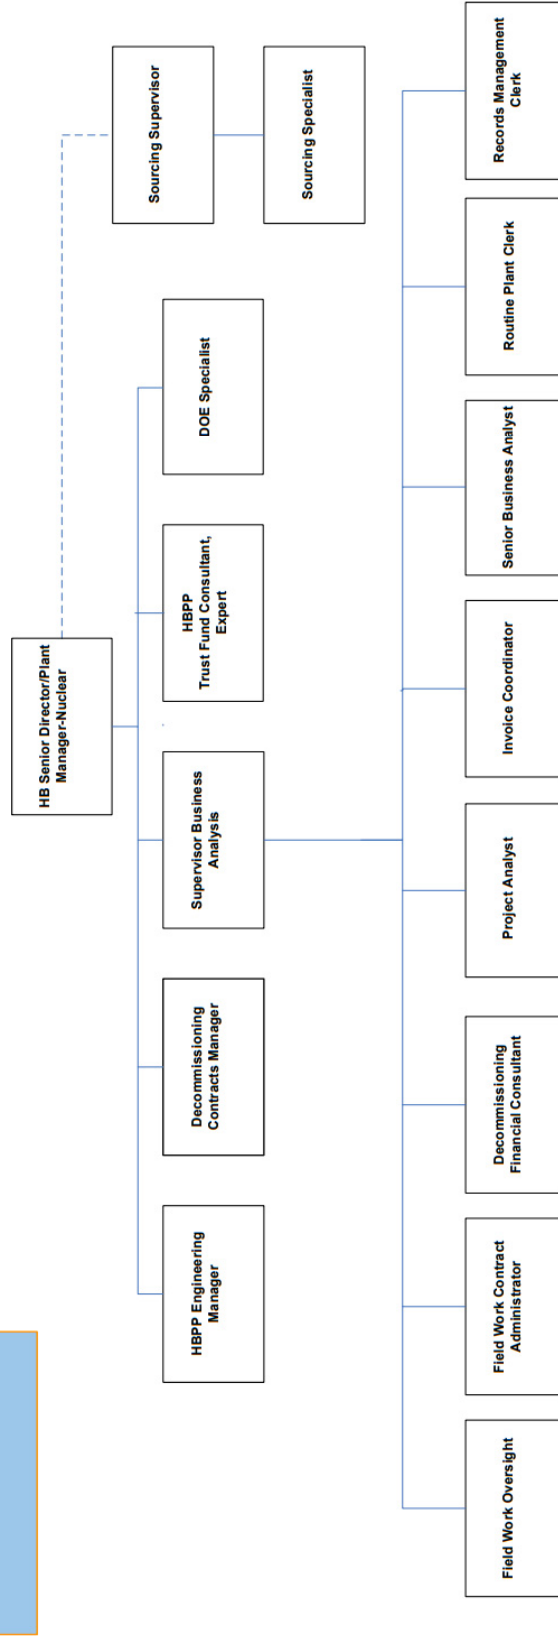 HB Senior Director/Plant
Manager-Nuclear
Sourcing Supervisor
Sourcing Specialist
HBPP Engineering
Manager
Decommissioning
Contracts Manager
Supervisor Business
Analysis
HBPP
Trust Fund Consultant,
Expert
DOE Specialist
Field Work Oversight
Field Work Contract
Administrator
Decommissioning
Financial Consultant
Project Analyst
Invoice Coordinator
Senior Business Analyst
Routine Plant Clerk
Records Management
Clerk